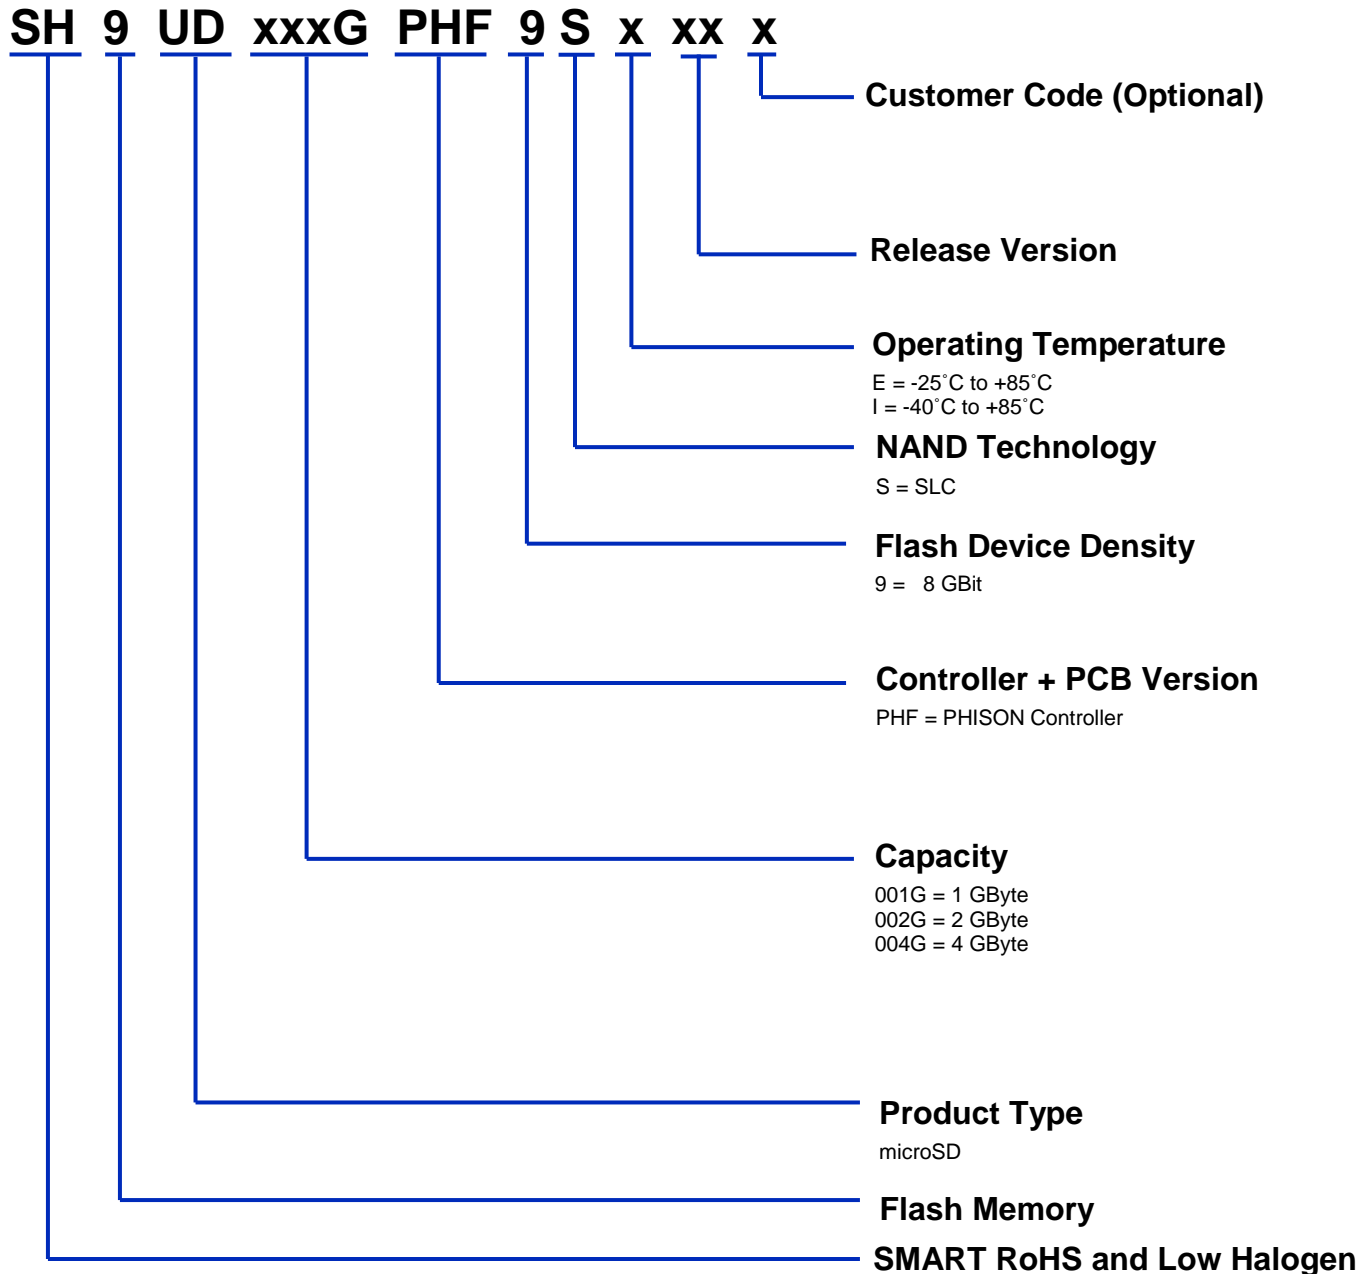 SH 9 UD xxxG PHF 9 S x xx x
Customer Code (Optional)
Release Version
Operating Temperature
E = -25˚C to +85˚C
I = -40˚C to +85˚C
NAND Technology
S = SLC
Flash Device Density
9 = 8 GBit
Controller + PCB Version
PHF = PHISON Controller
Capacity
001G = 1 GByte
002G = 2 GByte
004G = 4 GByte
Product Type
microSD
Flash Memory
SMART RoHS and Low Halogen